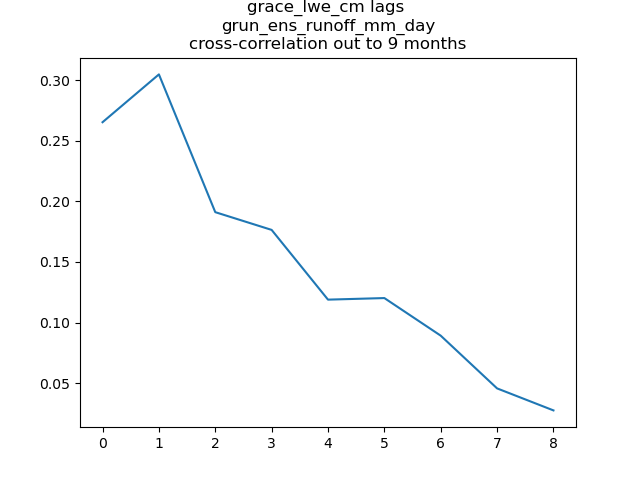 grace_lwe_cm lags
grun_ens_runoff_mm_day
cross-correlation out to 9 months
0.30
0.25
0.20
0.15
0.10
0.05
0 1 2 3 4 5 6 7 8